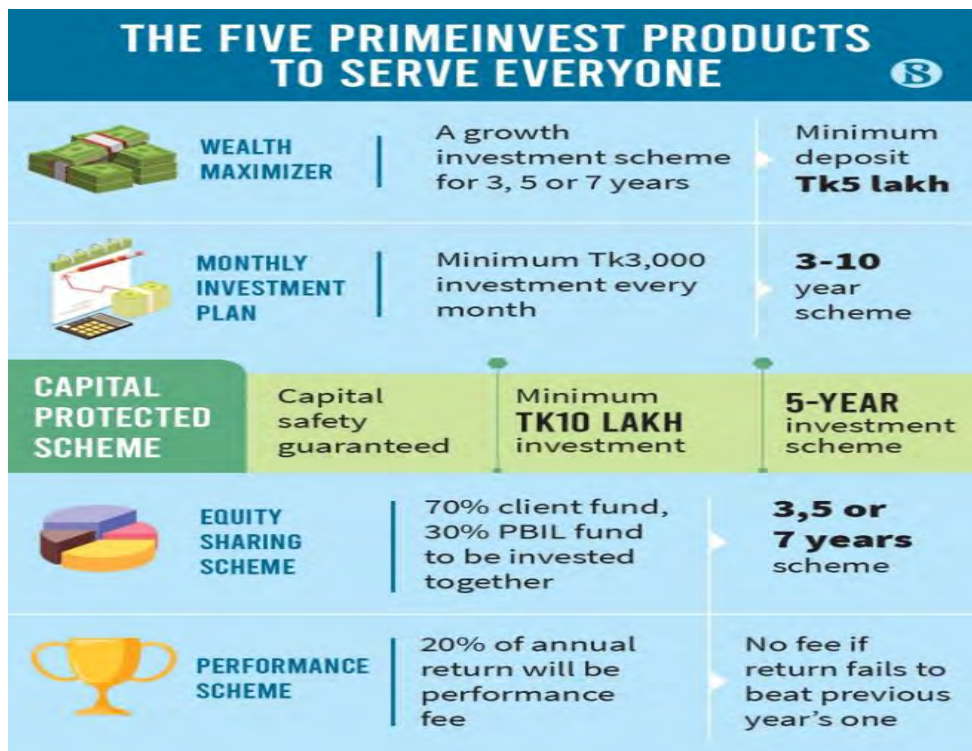 THE FIVE PRIMEINVEST PRODUCTS
TO SERVE EVERYONE
WEALTH
MAXIMIZER
A growth
investment scheme
for 3, 5 or 7 years
Minimum
deposit
Tk5 lakh
MONTHLY
INVESTMENT
PLAN
Minimum Tk3,000
investment every
month
3-10
year
scheme
CAPITAL
PROTECTED
SCHEME
Capital
safety
guaranteed
Minimum
TK10 LAKH
investment
5-YEAR
investment
scheme
EQUITY
SHARING
SCHEME
70% client fund,
30% PBIL fund
to be invested
together
3,5 or
7 years
scheme
PERFORMANCE
SCHEME
20% of annual
return will be
performance
fee
No fee if
return fails to
beat previous
year's one